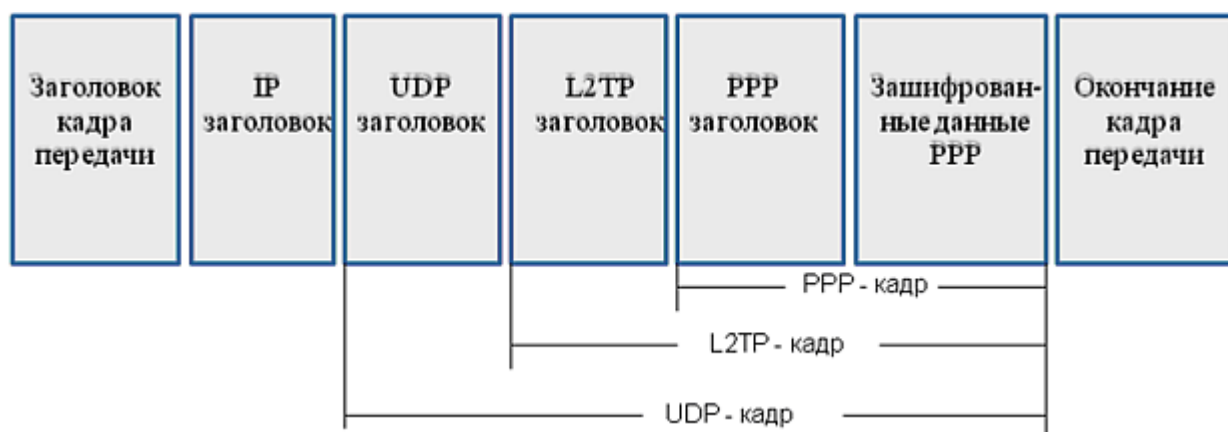 Заголовок
кадра
передачи
IP
заголовок
UDP
заголовок
L2TP
заголовок
PPP
заголовок
Зашифрован-
ные данные
PPP
Окончание
кадра
передачи
PPP - кадр
L2TP - кадр
UDP - кадр